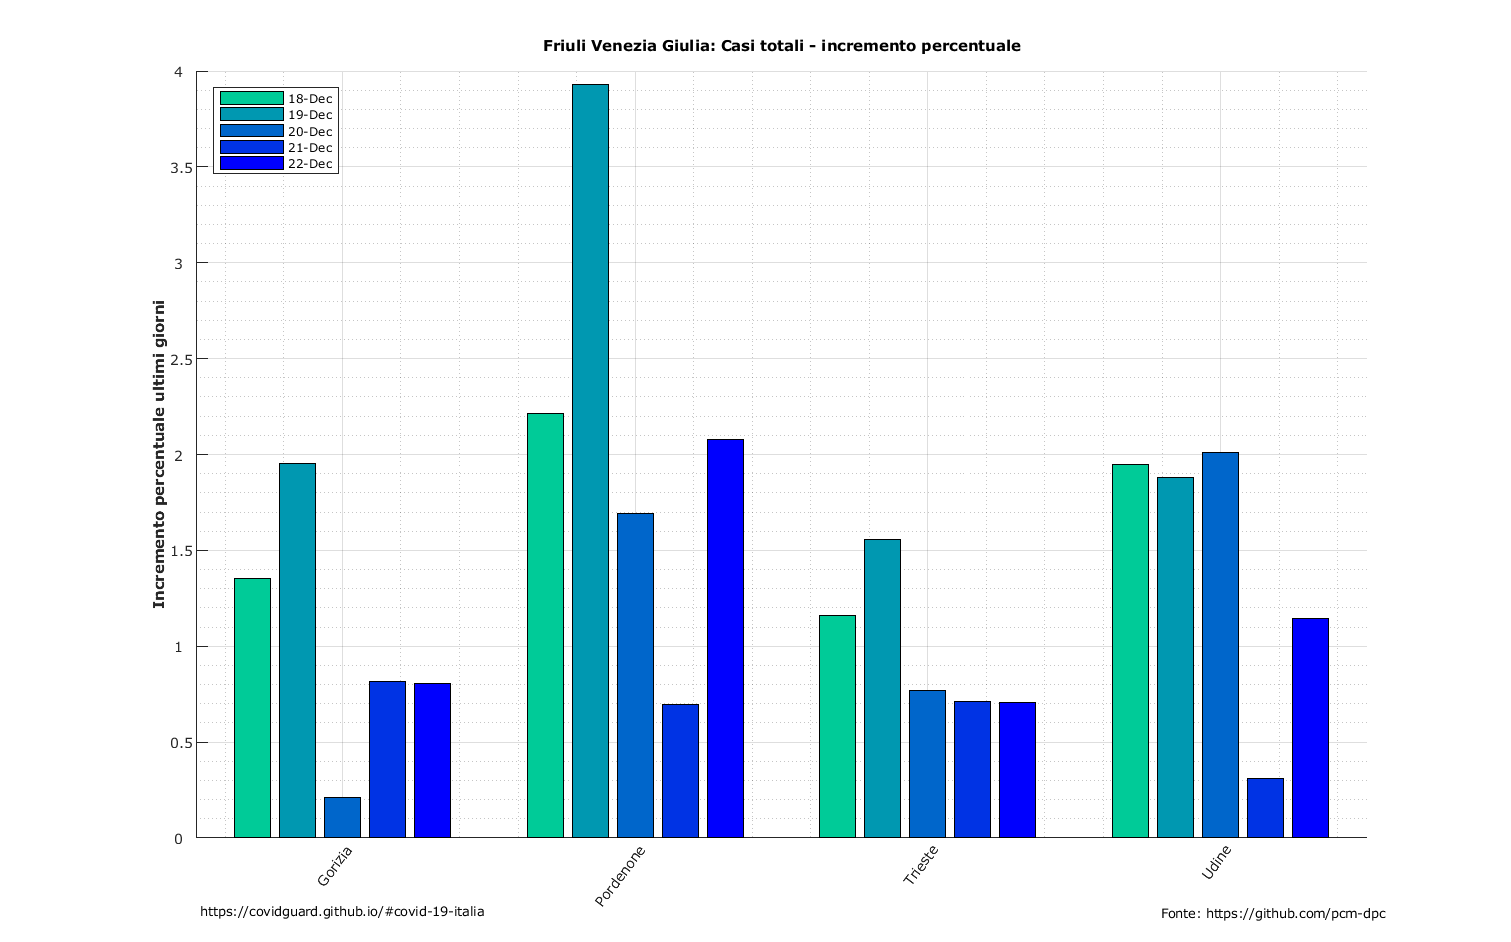 Friuli Venezia Giulia: Casi totali - incremento percentuale
4
3.5
3
2.5
2
1.5
1
0.5
0
Incremento percentuale ultimi giorni
18-Dec
19-Dec
20-Dec
21-Dec
22-Dec
Gorizia
Pordenone
Trieste
Udine
https://covidguard.github.io/#covid-19-italia
Fonte: https://github.com/pcm-dpc